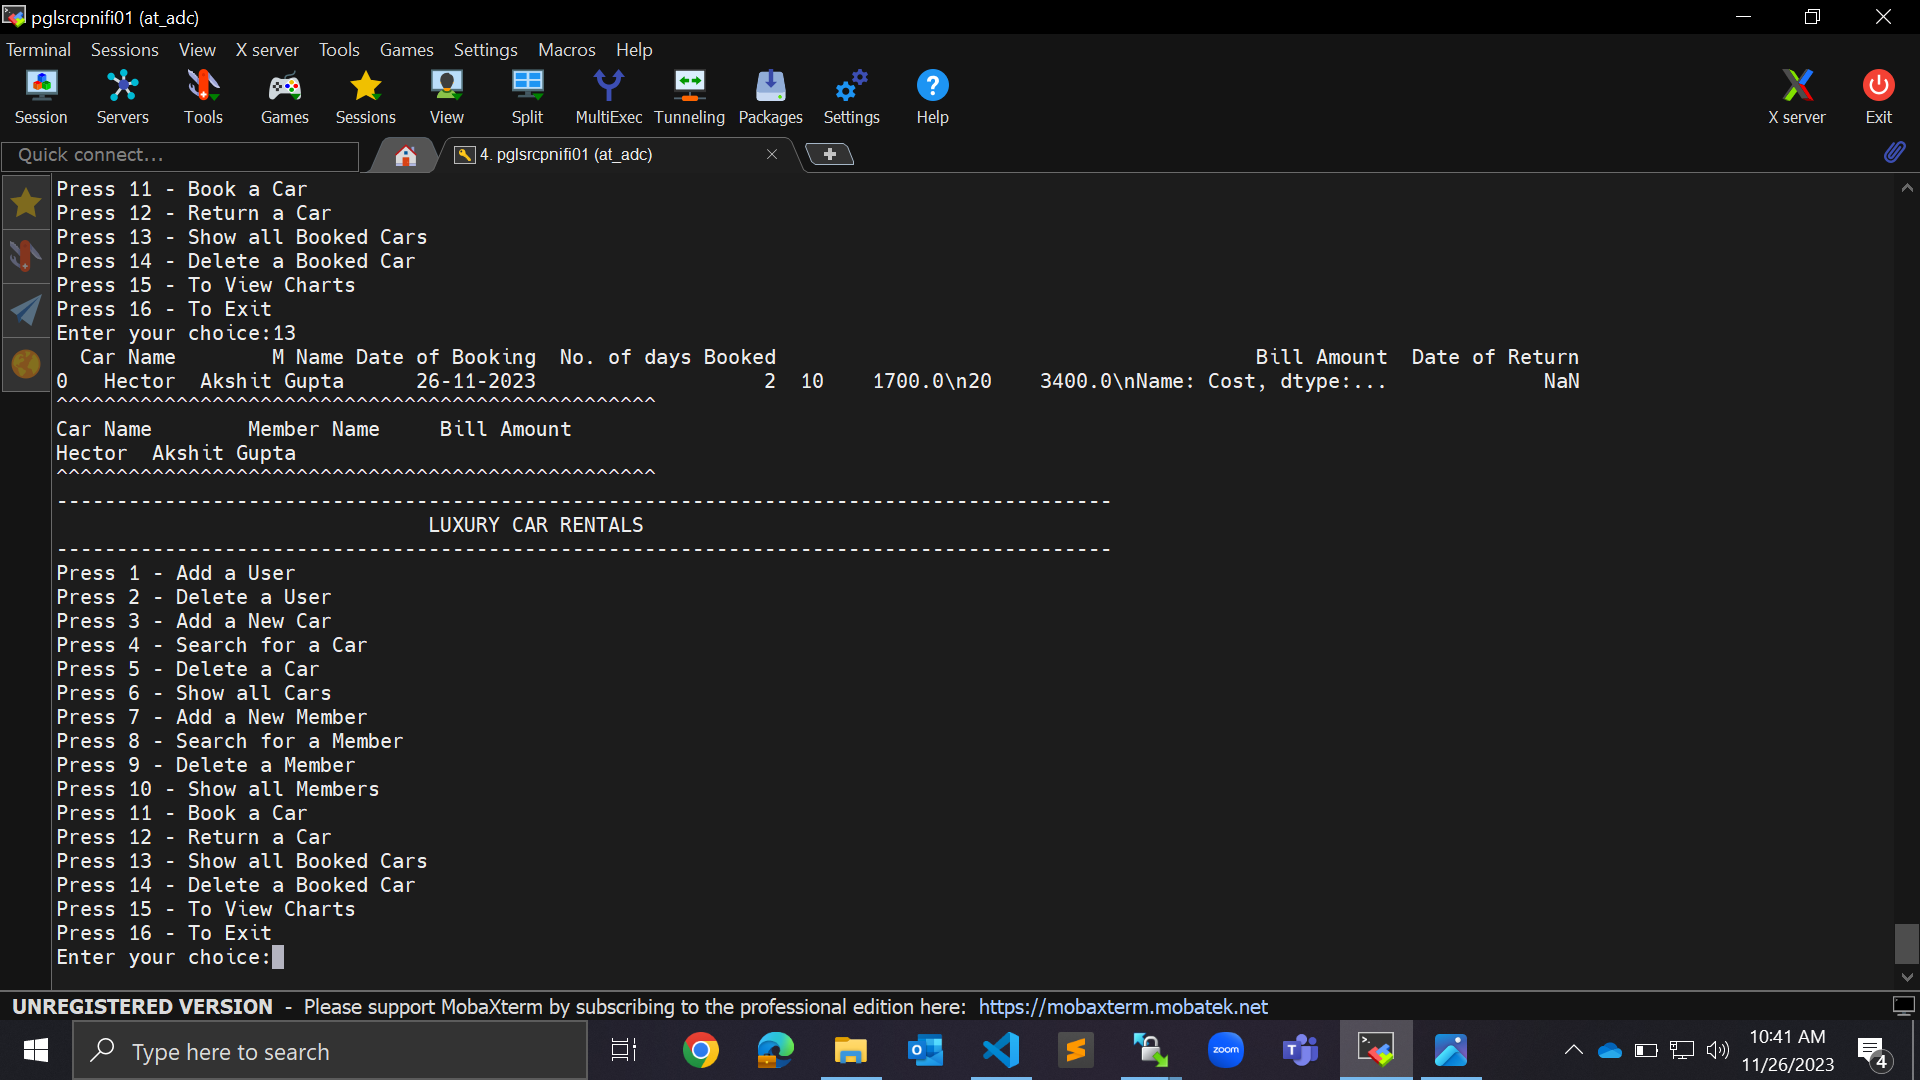 pglsrcpnifi01 (at_adc)
Terminal Sessions View X server Tools Games Settings Macros Help
Session Servers Tools Games Sessions View Split MultiExec Tunneling Packages Settings Help X server Exit
Quick connect...
4. pglsrcpnifi01 (at_adc)
Press 11 - Book a Car
Press 12 - Return a Car
Press 13 - Show all Booked Cars
Press 14 - Delete a Booked Car
Press 15 - To View Charts
Press 16 - To Exit
Enter your choice:13
Car Name M Name Date of Booking No. of days Booked Bill Amount Date of Return
0 Hector Akshit Gupta 26-11-2023 2 10 1700.0\n20 3400.0\nName: Cost, dtype:... NaN
^^^^^^^^^^^^^^^^^^^^^^^^^^^^^^^^^^^^^^^^^^^^^^^^^^
Car Name Member Name Bill Amount
Hector Akshit Gupta
^^^^^^^^^^^^^^^^^^^^^^^^^^^^^^^^^^^^^^^^^^^^^^^^^^
----------------------------------------------------------------------------------------
LUXURY CAR RENTALS
----------------------------------------------------------------------------------------
Press 1 - Add a User
Press 2 - Delete a User
Press 3 - Add a New Car
Press 4 - Search for a Car
Press 5 - Delete a Car
Press 6 - Show all Cars
Press 7 - Add a New Member
Press 8 - Search for a Member
Press 9 - Delete a Member
Press 10 - Show all Members
Press 11 - Book a Car
Press 12 - Return a Car
Press 13 - Show all Booked Cars
Press 14 - Delete a Booked Car
Press 15 - To View Charts
Press 16 - To Exit
Enter your choice:
UNREGISTERED VERSION - Please support MobaXterm by subscribing to the professional edition here: https://mobaxterm.mobatek.net
Type here to search
zoom
10:41 AM
11/26/2023
4